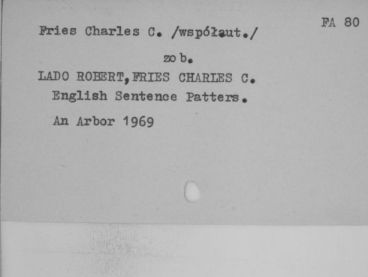 FA 80
Fries Charles C. /współaut./
zob.
LADO ROBERT,FRIES CHARLES C.
English Sentence Patters.
An Arbor 1969